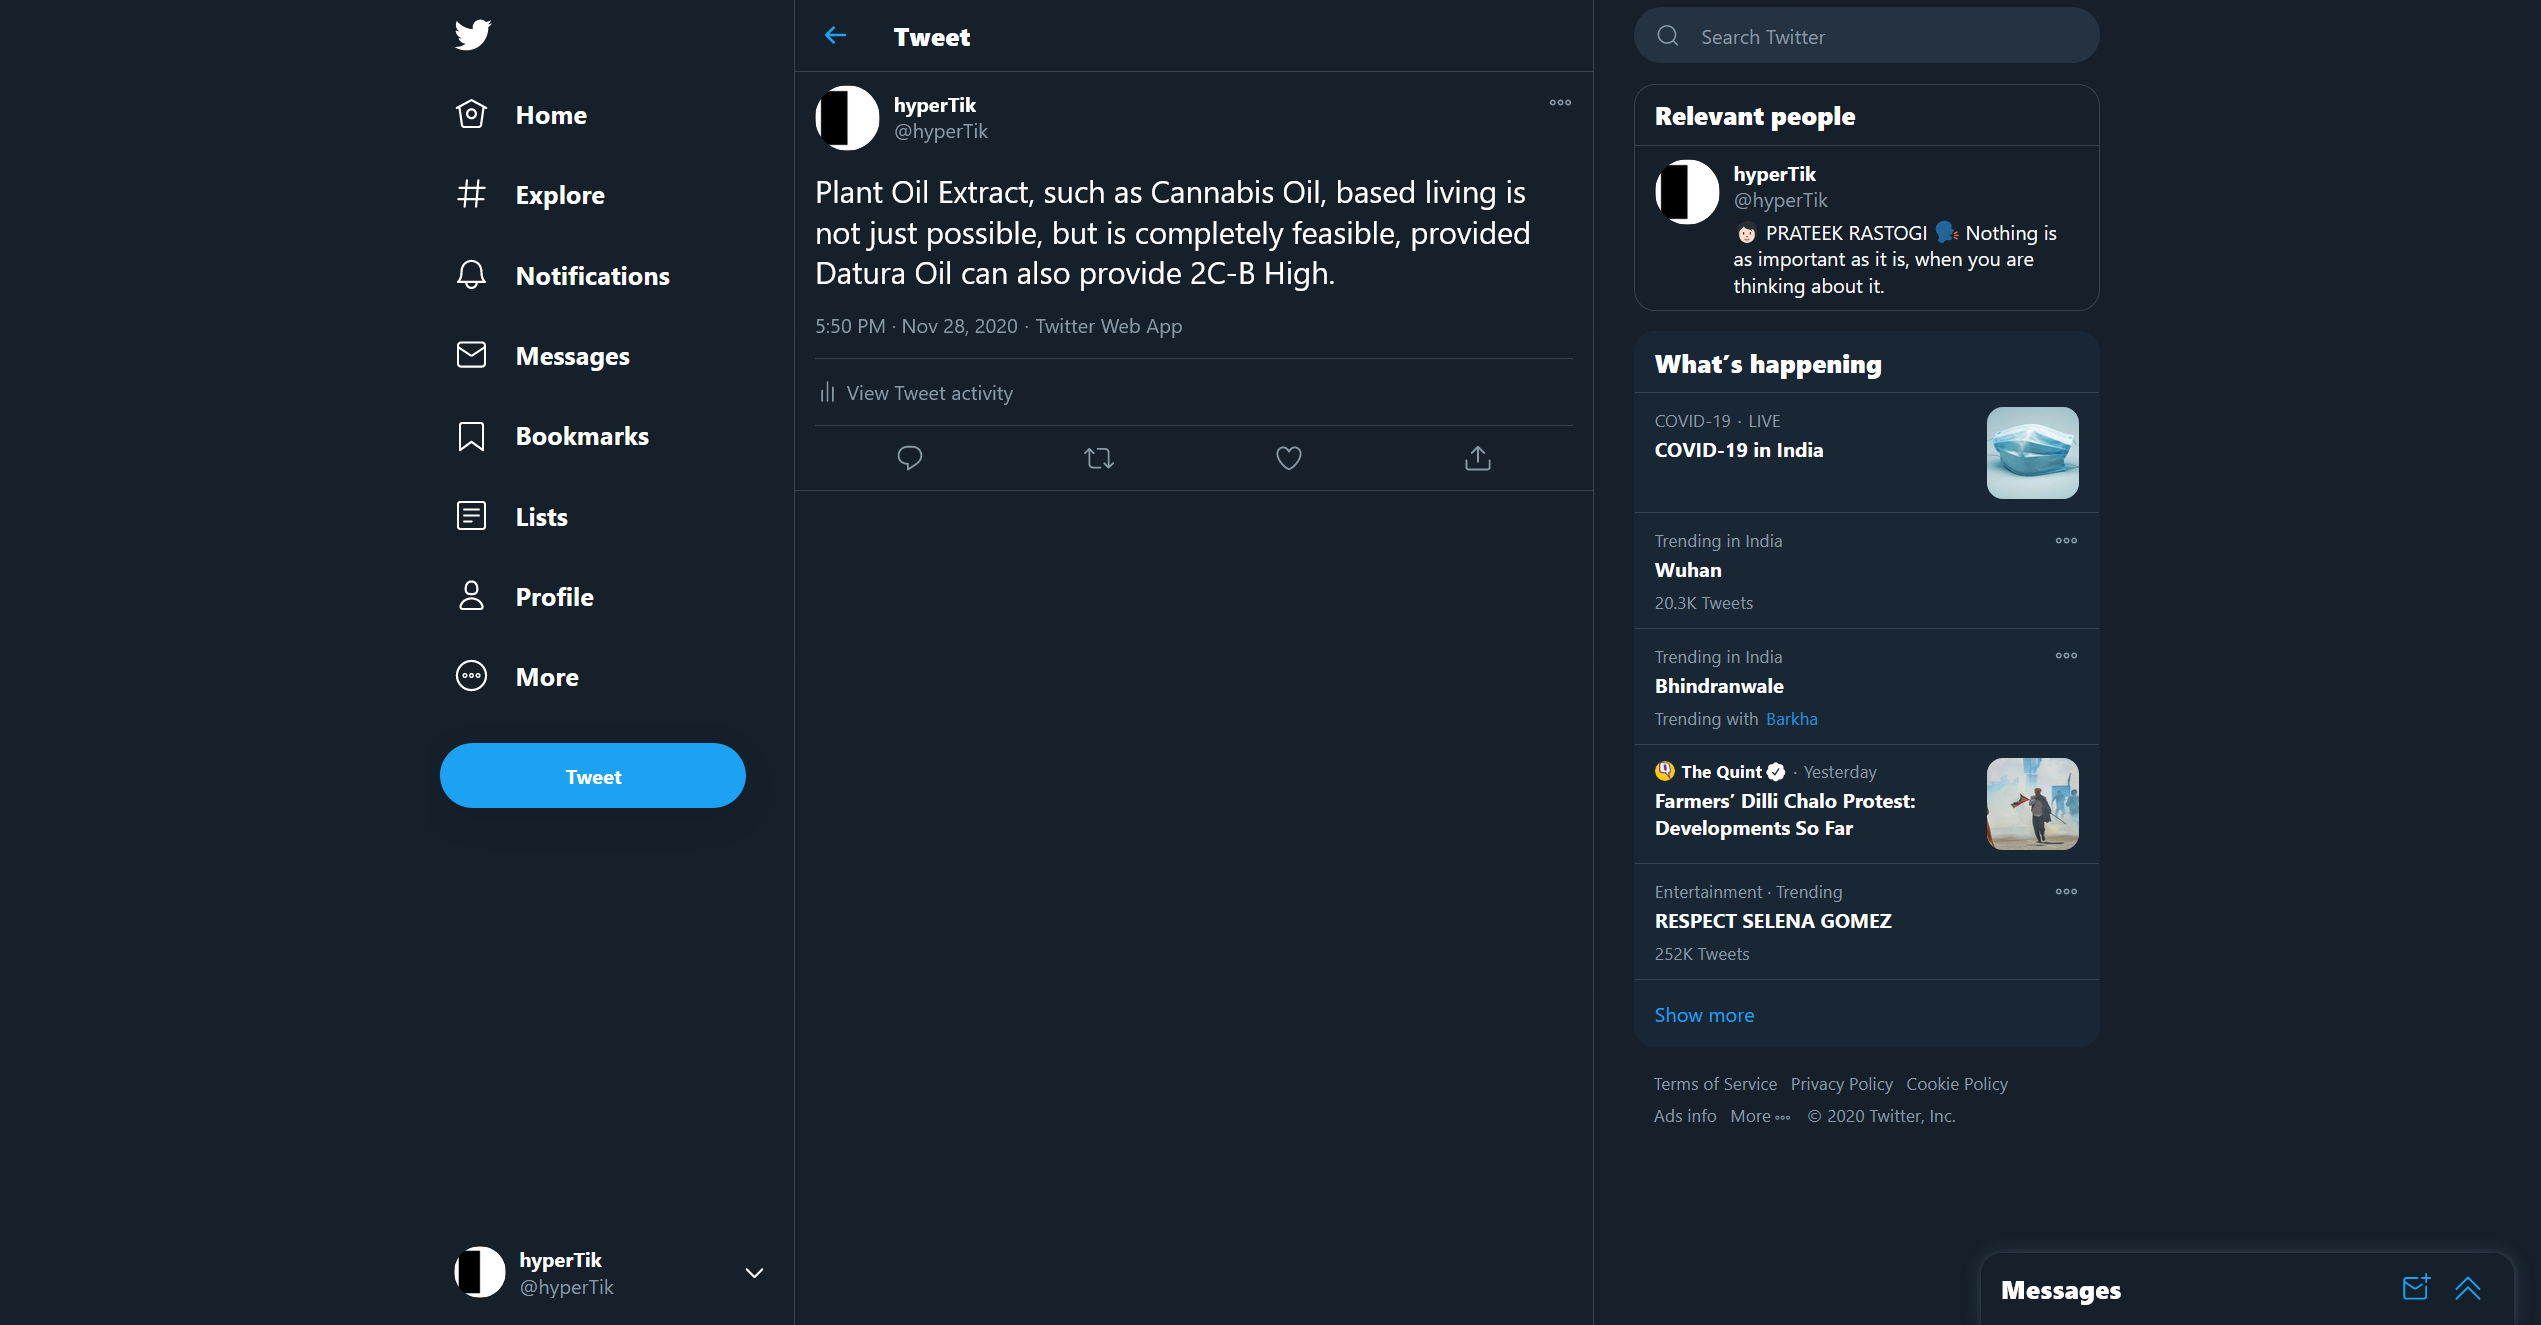 Home
Explore
Notifications
Messages
Bookmarks
Lists
Profile
More
Tweet
hyperTik
@hyperTik
Tweet
hyperTik
@hyperTik
Plant Oil Extract, such as Cannabis Oil, based living is
not just possible, but is completely feasible, provided
Datura Oil can also provide 2C-B High.
5:50 PM · Nov 28, 2020 · Twitter Web App
View Tweet activity
Search Twitter
Relevant people
hyperTik
@hyperTik
PRATEEK RASTOGI Nothing is
as important as it is, when you are
thinking about it.
What's happening
COVID-19 · LIVE
COVID-19 in India
Trending in India
Wuhan
20.3K Tweets
Trending in India
Bhindranwale
Trending with Barkha
The Quint · Yesterday
Farmers' Dilli Chalo Protest:
Developments So Far
Entertainment · Trending
RESPECT SELENA GOMEZ
252K Tweets
Show more
Terms of Service Privacy Policy Cookie Policy
Ads info More © 2020 Twitter, Inc.
Messages